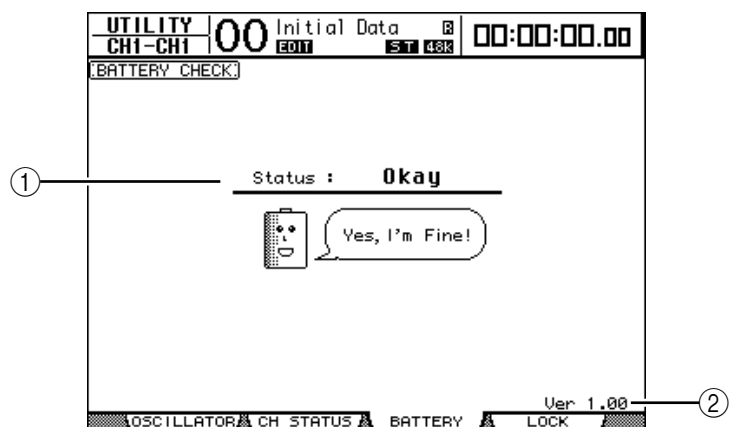 UTILITY 00 Initial Data R 00:00:00.00
CH1-CH1 EDIT ST 48K
BATTERY CHECK
① Status : Okay
Yes, I'm Fine!
Ver 1.00 ②
OSCILLATOR CH STATUS BATTERY LOCK